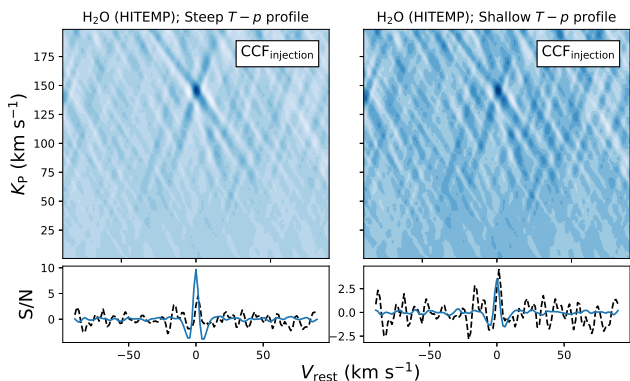 H₂O (HITEMP); Steep T − p profile
H₂O (HITEMP); Shallow T − p profile
CCFinjection
CCFinjection
175
150
125
100
75
50
25
Kₚ (km s⁻¹)
10
5
0
S/N
2.5
0.0
−2.5
−50
0
50
−50
0
50
Vrest (km s⁻¹)